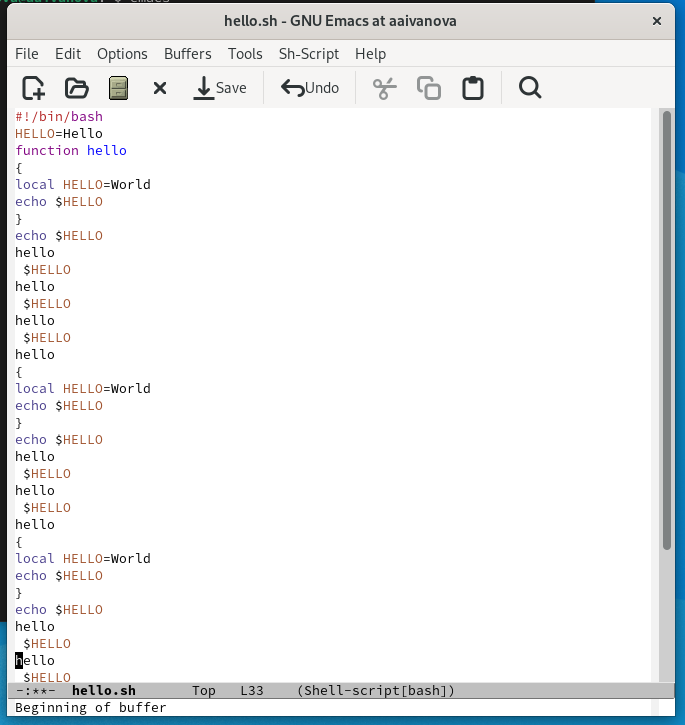 hello.sh - GNU Emacs at aaivanova
File Edit Options Buffers Tools Sh-Script Help
Save Undo
#!/bin/bash
HELLO=Hello
function hello
{
local HELLO=World
echo $HELLO
}
echo $HELLO
hello
 $HELLO
hello
 $HELLO
hello
 $HELLO
hello
{
local HELLO=World
echo $HELLO
}
echo $HELLO
hello
 $HELLO
hello
 $HELLO
hello
{
local HELLO=World
echo $HELLO
}
echo $HELLO
hello
 $HELLO
hello
 $HELLO
-:**- hello.sh Top L33 (Shell-script[bash])
Beginning of buffer